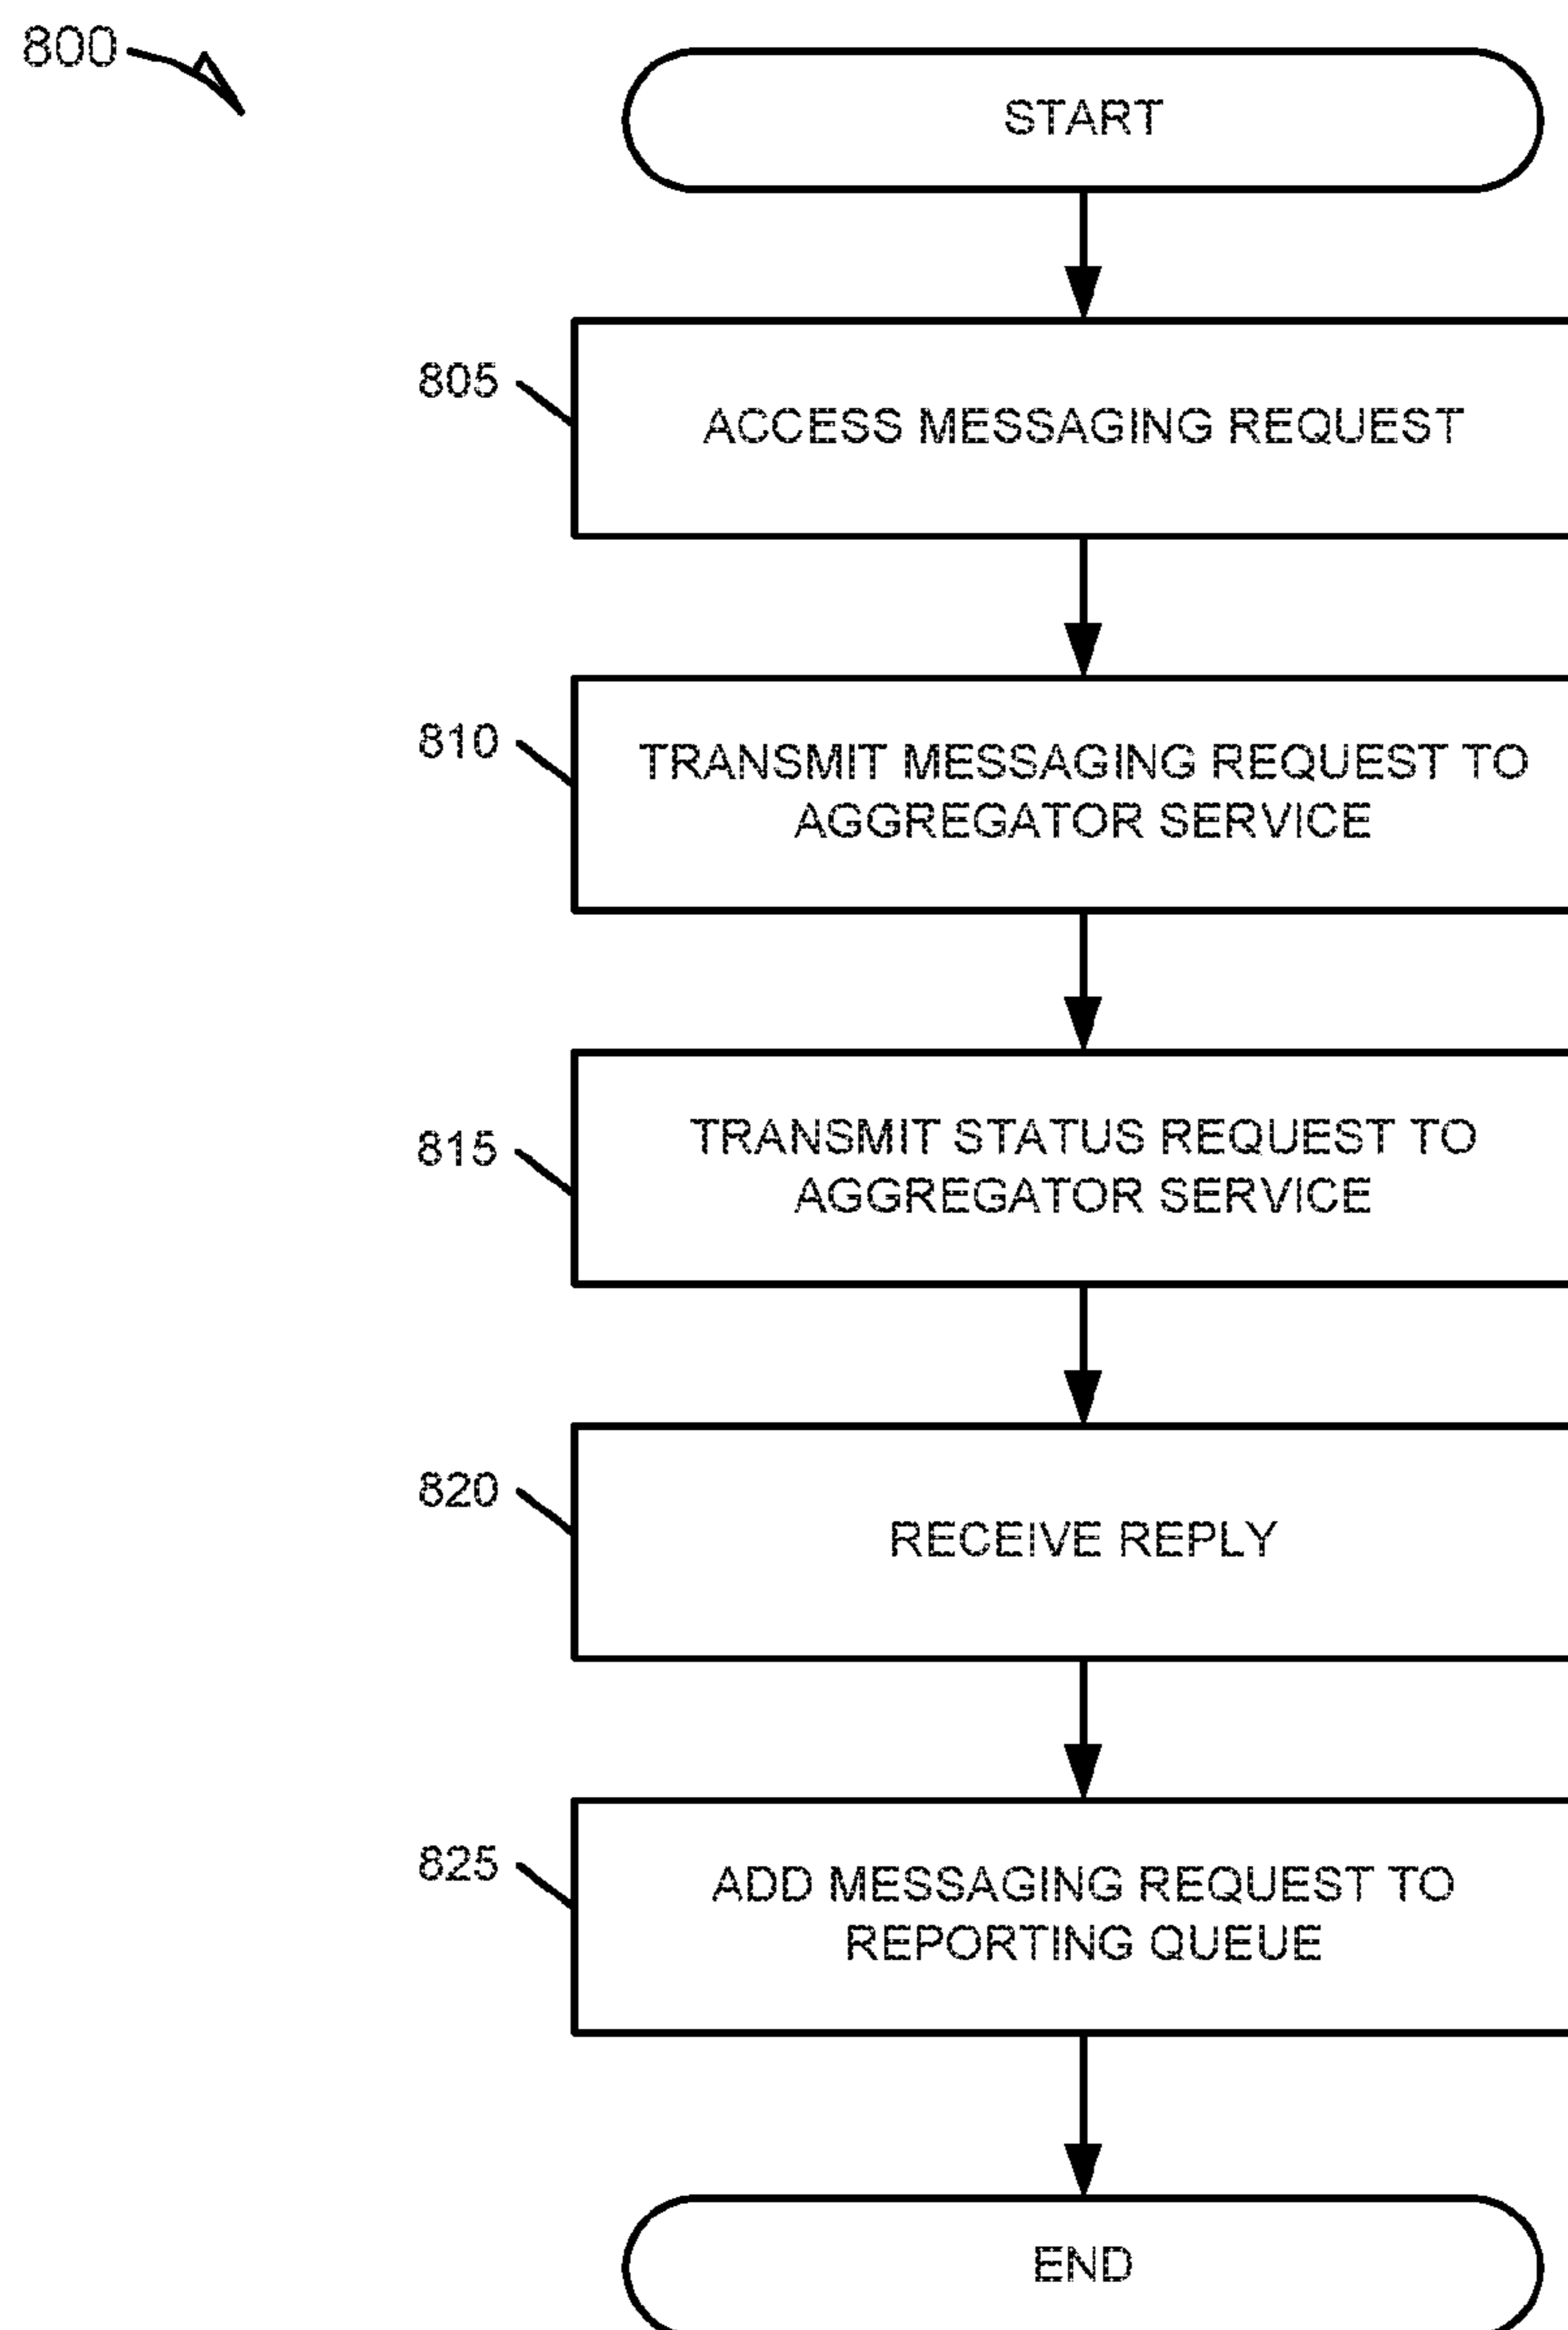 800
START
805
ACCESS MESSAGING REQUEST
810
TRANSMIT MESSAGING REQUEST TO
AGGREGATOR SERVICE
815
TRANSMIT STATUS REQUEST TO
AGGREGATOR SERVICE
820
RECEIVE REPLY
825
ADD MESSAGING REQUEST TO
REPORTING QUEUE
END